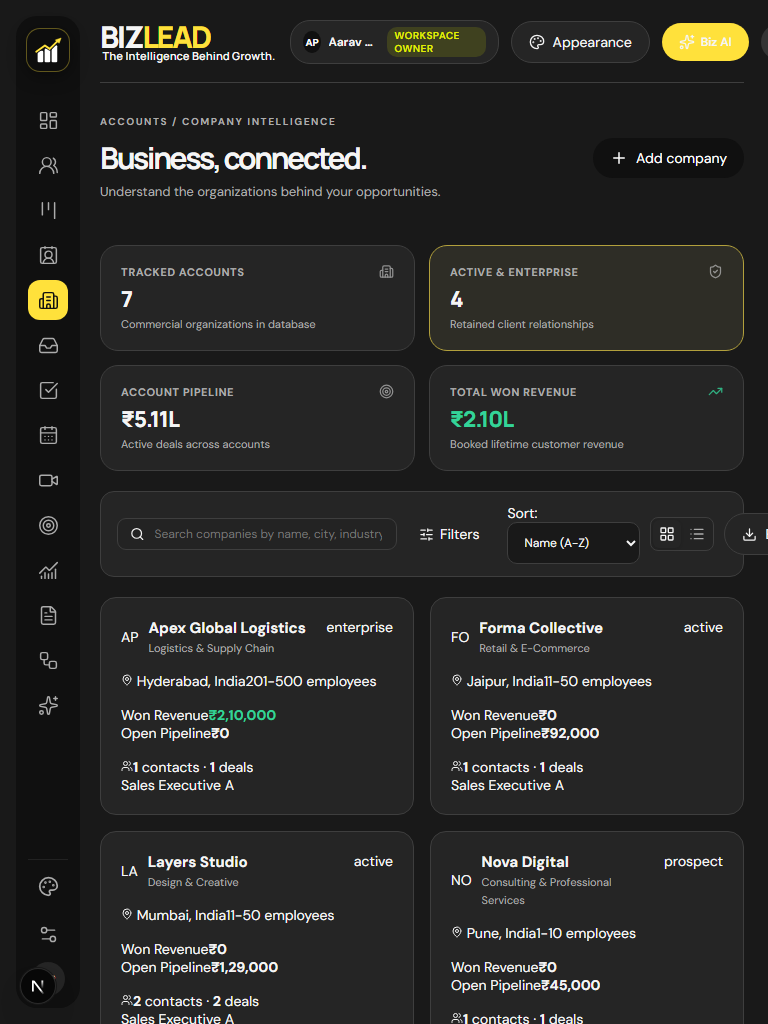 BIZLEAD
The Intelligence Behind Growth.
AP Aarav ... WORKSPACE OWNER
Appearance
Biz AI
ACCOUNTS / COMPANY INTELLIGENCE
Business, connected.
Understand the organizations behind your opportunities.
Add company
TRACKED ACCOUNTS
7
Commercial organizations in database
ACTIVE & ENTERPRISE
4
Retained client relationships
ACCOUNT PIPELINE
₹5.11L
Active deals across accounts
TOTAL WON REVENUE
₹2.10L
Booked lifetime customer revenue
Search companies by name, city, industry
Filters
Sort:
Name (A-Z)
AP Apex Global Logistics enterprise
Logistics & Supply Chain
Hyderabad, India201-500 employees
Won Revenue₹2,10,000
Open Pipeline₹0
1 contacts · 1 deals
Sales Executive A
FO Forma Collective active
Retail & E-Commerce
Jaipur, India11-50 employees
Won Revenue₹0
Open Pipeline₹92,000
1 contacts · 1 deals
Sales Executive A
LA Layers Studio active
Design & Creative
Mumbai, India11-50 employees
Won Revenue₹0
Open Pipeline₹1,29,000
2 contacts · 2 deals
Sales Executive A
NO Nova Digital prospect
Consulting & Professional
Services
Pune, India1-10 employees
Won Revenue₹0
Open Pipeline₹45,000
1 contacts · 1 deals
N